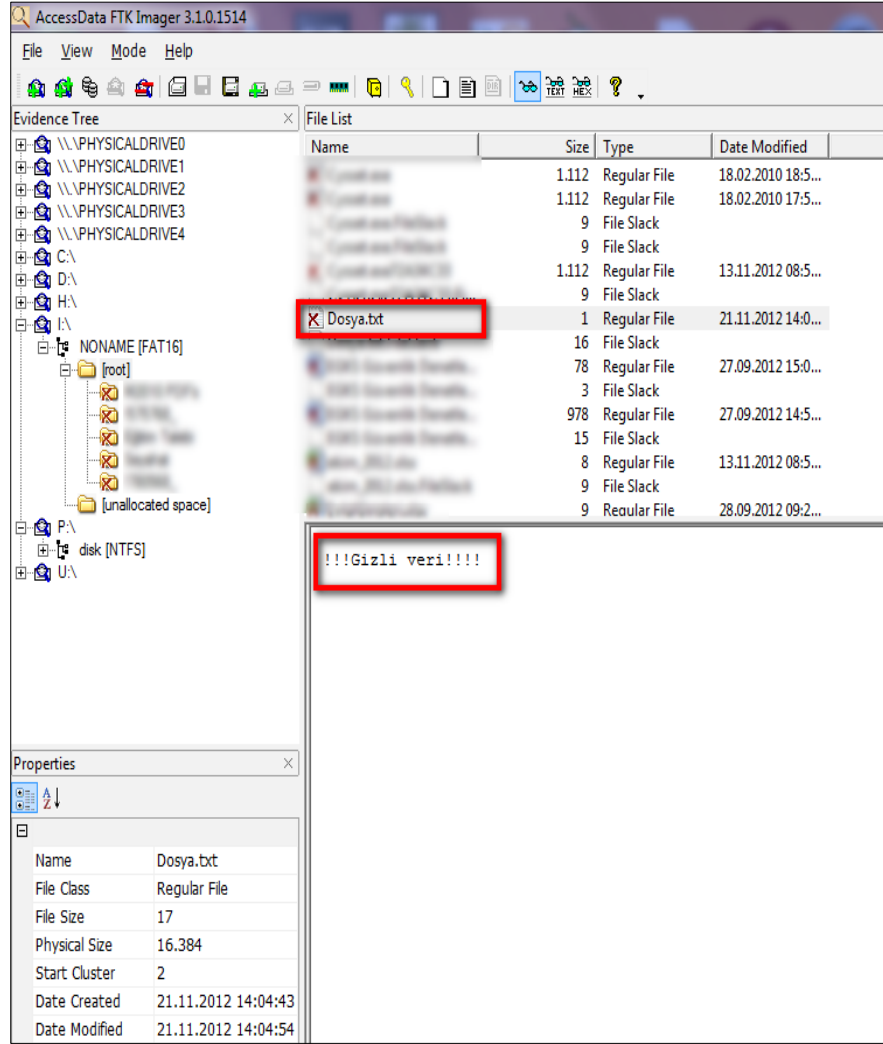 AccessData FTK Imager 3.1.0.1514
File View Mode Help
TEXT HEX
Evidence Tree
\\.\PHYSICALDRIVE0
\\.\PHYSICALDRIVE1
\\.\PHYSICALDRIVE2
\\.\PHYSICALDRIVE3
\\.\PHYSICALDRIVE4
C:\
D:\
H:\
I:\
NONAME [FAT16]
[root]
[unallocated space]
P:\
disk [NTFS]
U:\
File List
Name Size Type Date Modified
1.112 Regular File 18.02.2010 18:5...
1.112 Regular File 18.02.2010 17:5...
9 File Slack
9 File Slack
1.112 Regular File 13.11.2012 08:5...
9 File Slack
Dosya.txt 1 Regular File 21.11.2012 14:0...
16 File Slack
78 Regular File 27.09.2012 15:0...
3 File Slack
978 Regular File 27.09.2012 14:5...
15 File Slack
8 Regular File 13.11.2012 08:5...
9 File Slack
9 Regular File 28.09.2012 09:2...
!!!Gizli veri!!!!
Properties
Name Dosya.txt
File Class Regular File
File Size 17
Physical Size 16.384
Start Cluster 2
Date Created 21.11.2012 14:04:43
Date Modified 21.11.2012 14:04:54